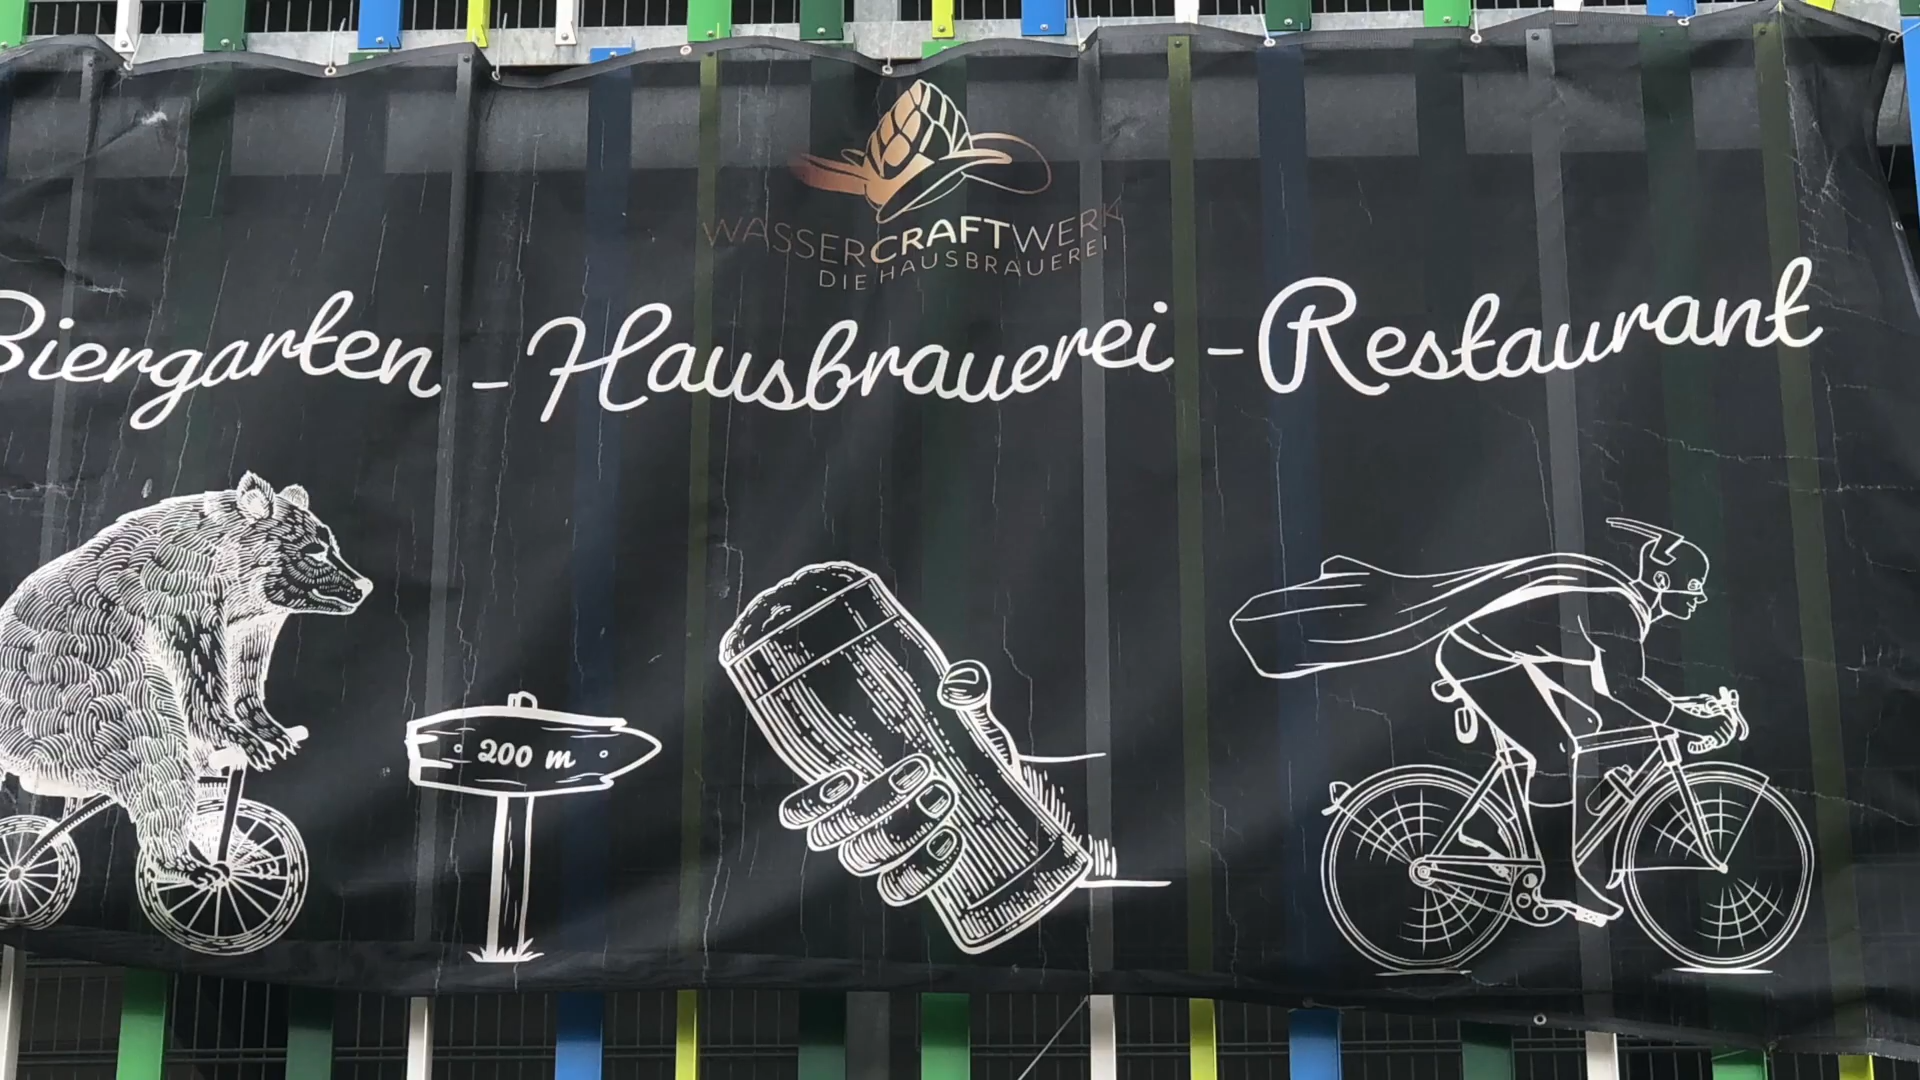 WASSERCRAFTWERK
DIE HAUSBRAUEREI
Biergarten - Hausbrauerei - Restaurant
200 m